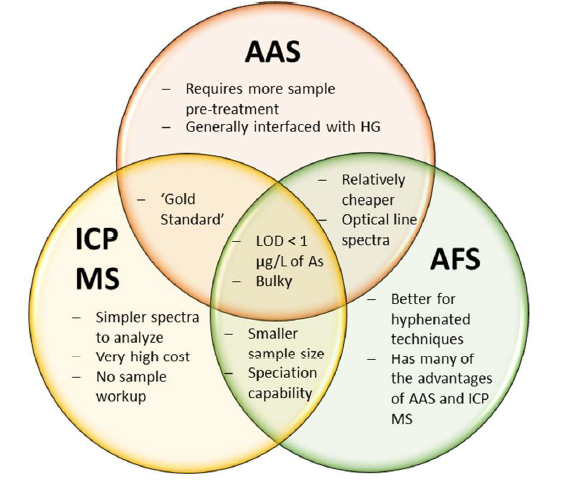 AAS
– Requires more sample
pre-treatment
– Generally interfaced with HG
– Relatively
cheaper
– Optical line
spectra
– 'Gold
Standard'
– LOD < 1
µg/L of As
– Bulky
ICP
MS
– Simpler spectra
to analyze
– Very high cost
– No sample
workup
AFS
– Better for
hyphenated
techniques
– Has many of
the advantages
of AAS and ICP
MS
– Smaller
sample size
– Speciation
capability